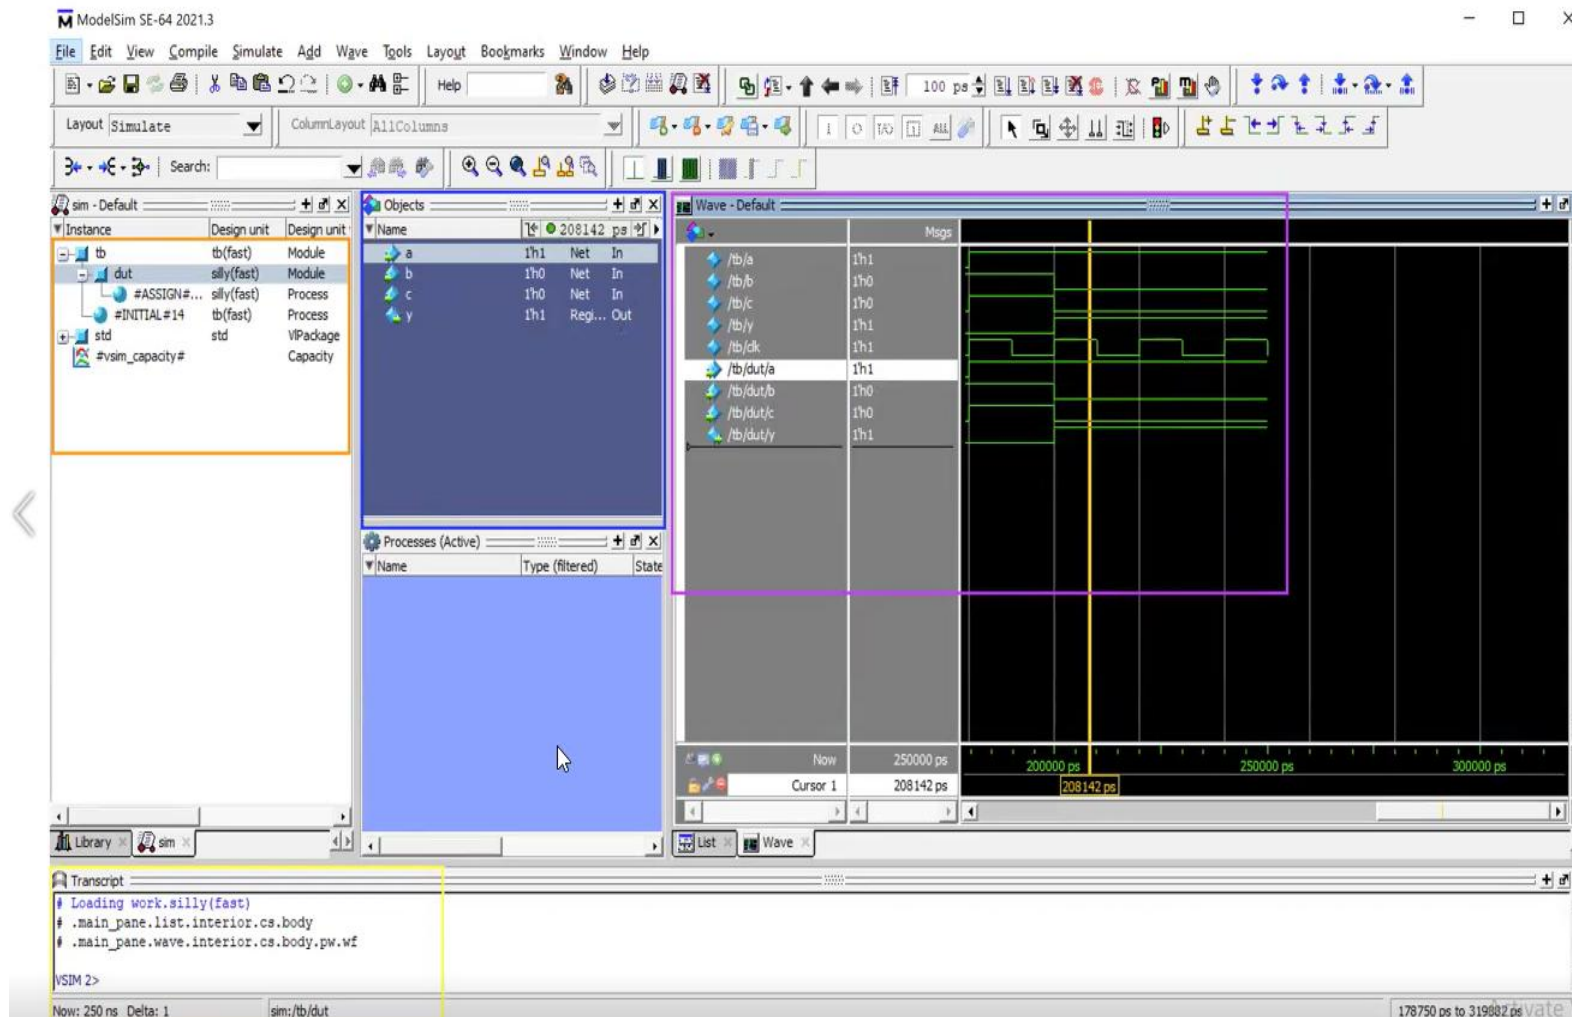 ModelSim SE-64 2021.3
File Edit View Compile Simulate Add Wave Tools Layout Bookmarks Window Help
Help 100 ps
Layout Simulate ColumnLayout AllColumns
Search:
sim - Default
Instance Design unit Design unit
tb tb(fast) Module
dut silly(fast) Module
#ASSIGN#... silly(fast) Process
#INITIAL#14 tb(fast) Process
std std VlPackage
#vsim_capacity# Capacity
Library sim
Objects
Name 208142 ps
a 1'h1 Net In
b 1'h0 Net In
c 1'h0 Net In
y 1'h1 Regi... Out
Processes (Active)
Name Type (filtered) State
Wave - Default
Msgs
/tb/a 1'h1
/tb/b 1'h0
/tb/c 1'h0
/tb/y 1'h1
/tb/clk 1'h1
/tb/dut/a 1'h1
/tb/dut/b 1'h0
/tb/dut/c 1'h0
/tb/dut/y 1'h1
Now 250000 ps 200000 ps 250000 ps 300000 ps
Cursor 1 208142 ps 208142 ps
List Wave
Transcript
# Loading work.silly(fast)
# .main_pane.list.interior.cs.body
# .main_pane.wave.interior.cs.body.pw.wf
VSIM 2>
Now: 250 ns Delta: 1 sim:/tb/dut 178750 ps to 319882 ps